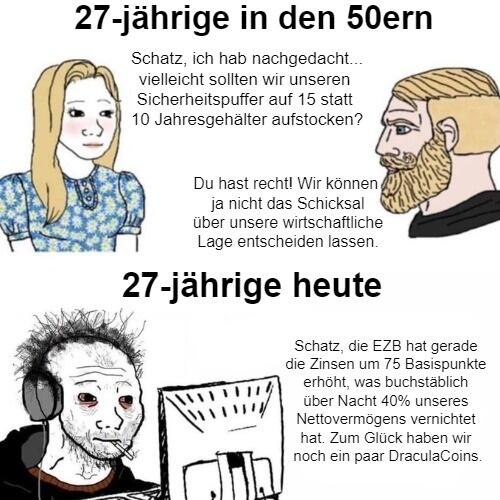 27-jährige in den 50ern
Schatz, ich hab nachgedacht...
vielleicht sollten wir unseren
Sicherheitspuffer auf 15 statt
10 Jahresgehälter aufstocken?
Du hast recht! Wir können
ja nicht das Schicksal
über unsere wirtschaftliche
Lage entscheiden lassen.
27-jährige heute
Schatz, die EZB hat gerade
die Zinsen um 75 Basispunkte
erhöht, was buchstäblich
über Nacht 40% unseres
Nettovermögens vernichtet
hat. Zum Glück haben wir
noch ein paar DraculaCoins.